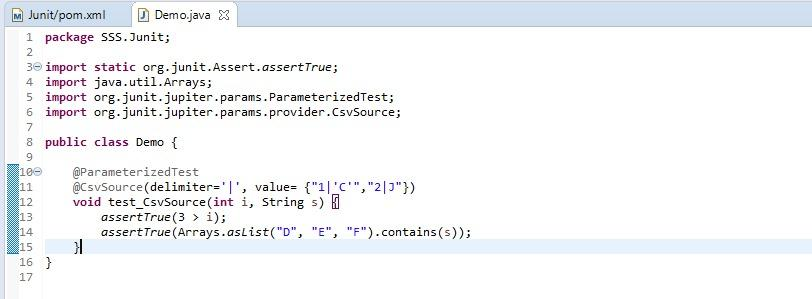 Junit/pom.xml Demo.java
1 package SSS.Junit;
2
3 import static org.junit.Assert.assertTrue;
4 import java.util.Arrays;
5 import org.junit.jupiter.params.ParameterizedTest;
6 import org.junit.jupiter.params.provider.CsvSource;
7
8 public class Demo {
9
10 @ParameterizedTest
11 @CsvSource(delimiter='|', value= {"1|'C'","2|J"})
12 void test_CsvSource(int i, String s) {
13 assertTrue(3 > i);
14 assertTrue(Arrays.asList("D", "E", "F").contains(s));
15 }
16 }
17